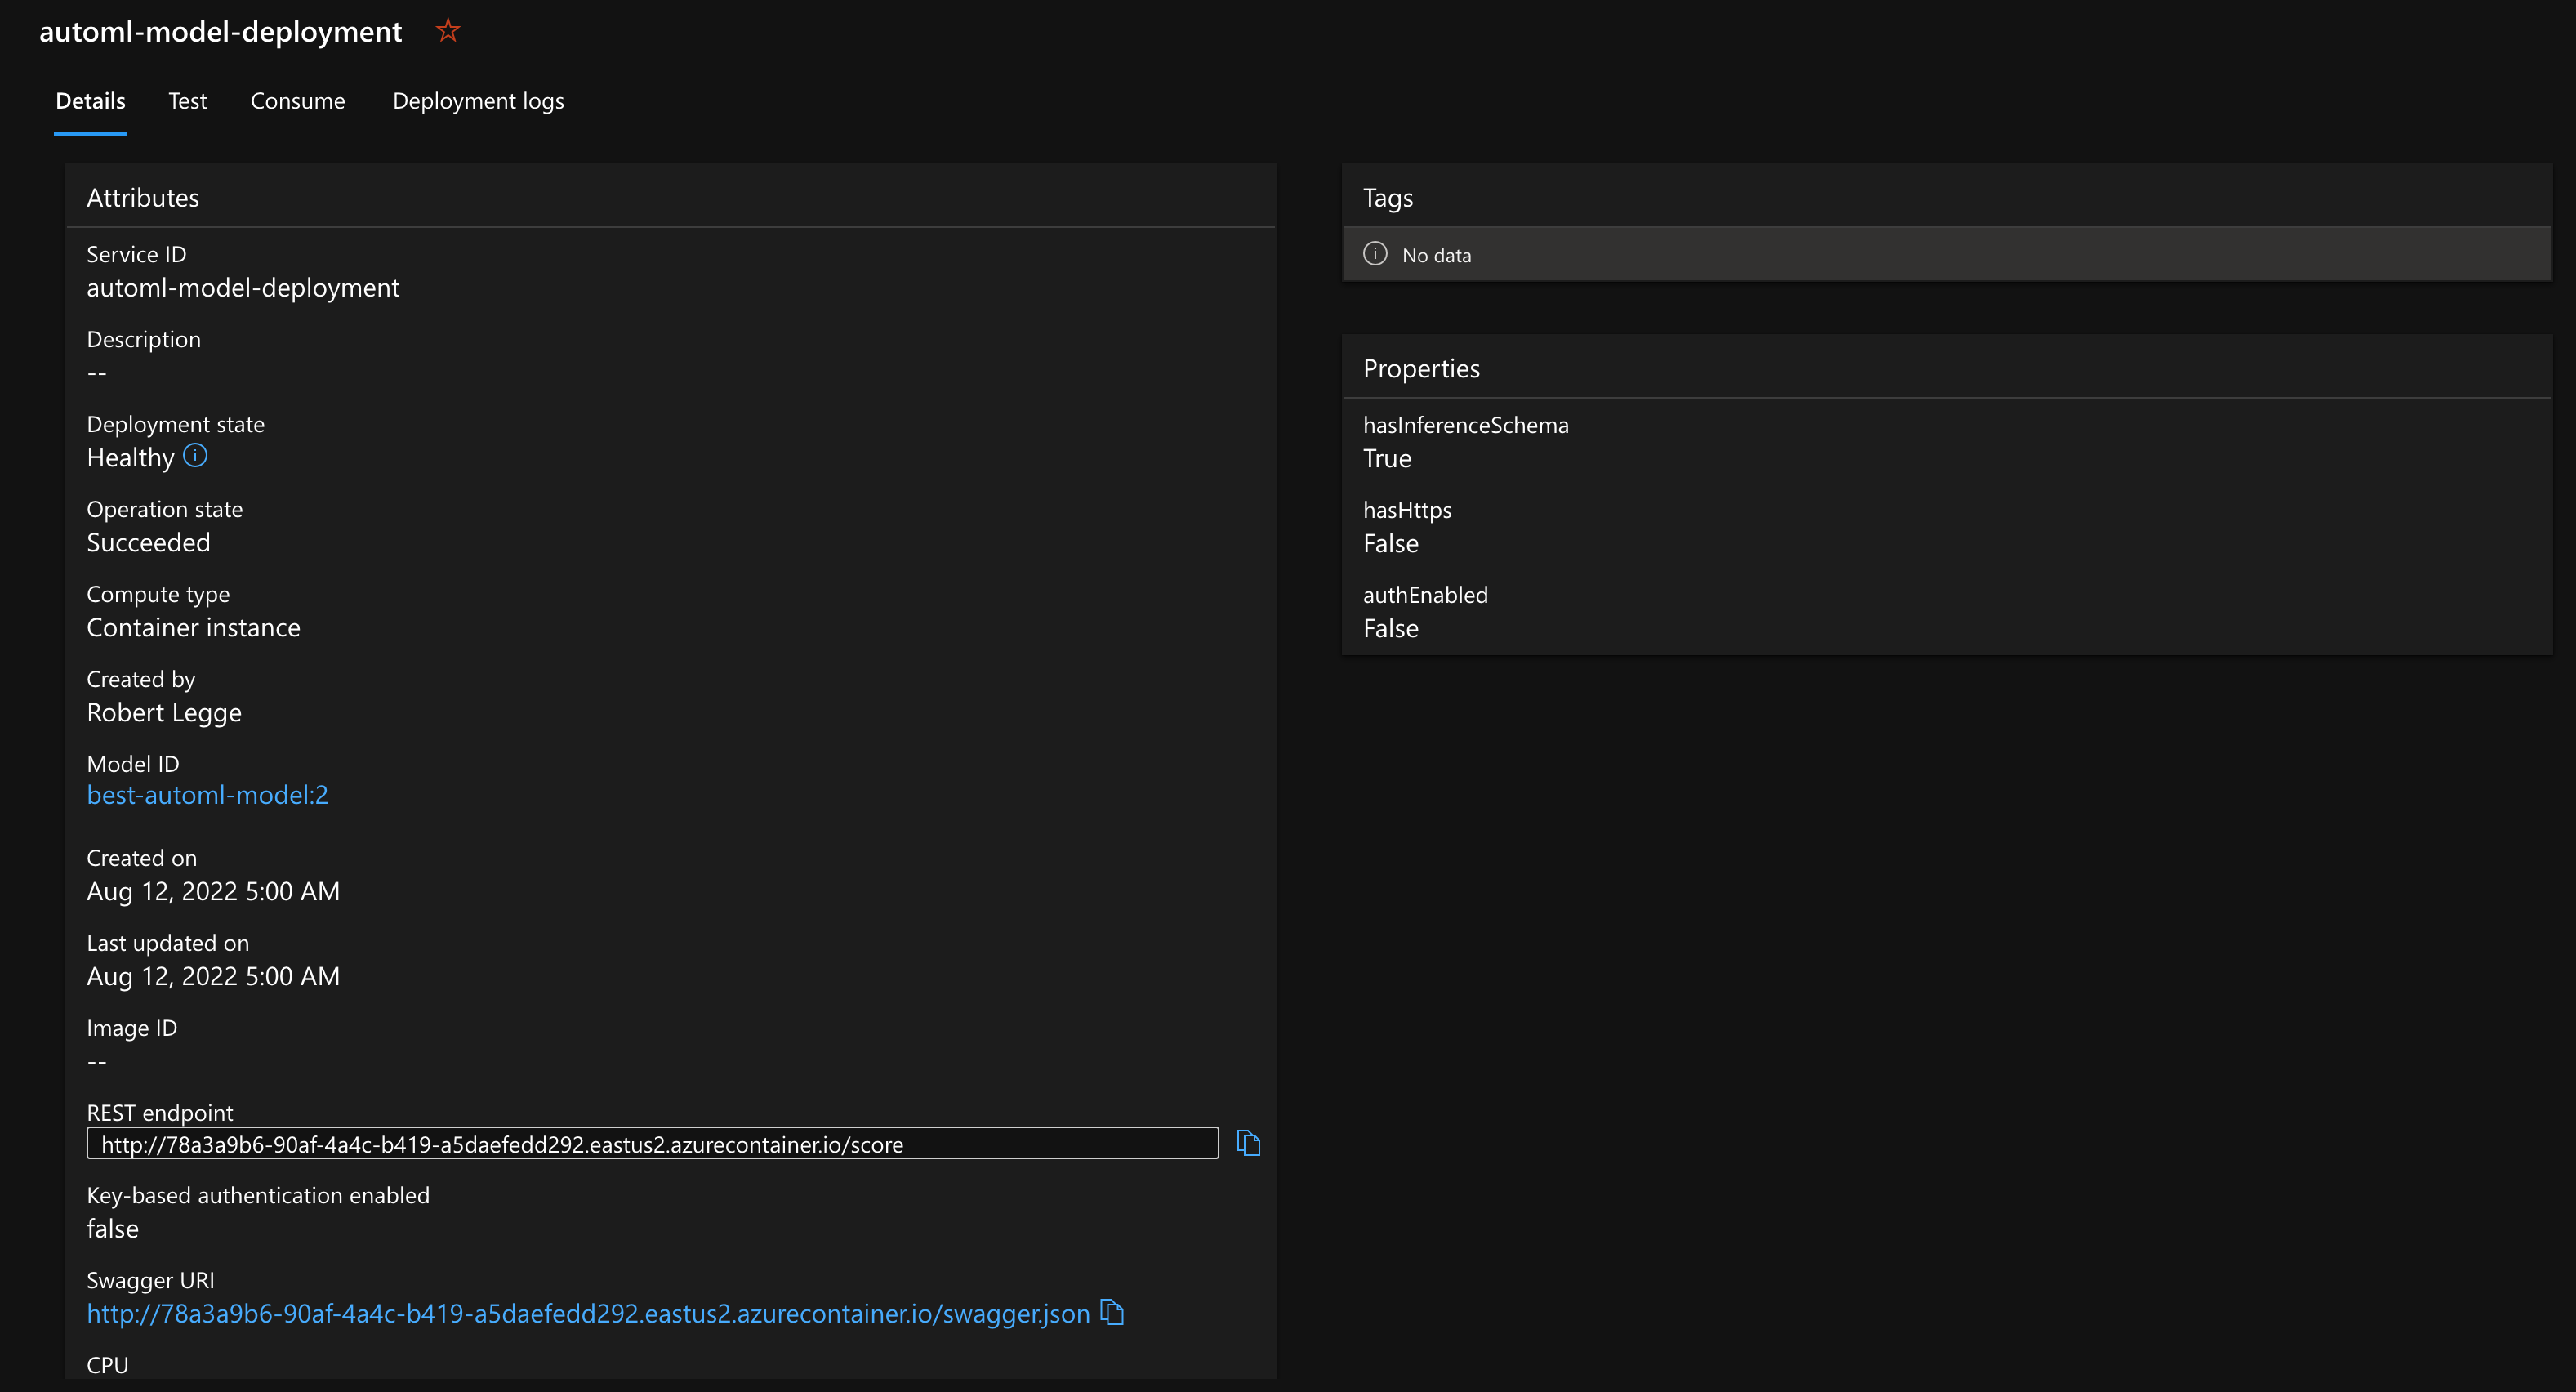 automl-model-deployment
Details Test Consume Deployment logs
Attributes
Service ID
automl-model-deployment
Description
--
Deployment state
Healthy
Operation state
Succeeded
Compute type
Container instance
Created by
Robert Legge
Model ID
best-automl-model:2
Created on
Aug 12, 2022 5:00 AM
Last updated on
Aug 12, 2022 5:00 AM
Image ID
--
REST endpoint
http://78a3a9b6-90af-4a4c-b419-a5daefedd292.eastus2.azurecontainer.io/score
Key-based authentication enabled
false
Swagger URI
http://78a3a9b6-90af-4a4c-b419-a5daefedd292.eastus2.azurecontainer.io/swagger.json
CPU
Tags
No data
Properties
hasInferenceSchema
True
hasHttps
False
authEnabled
False